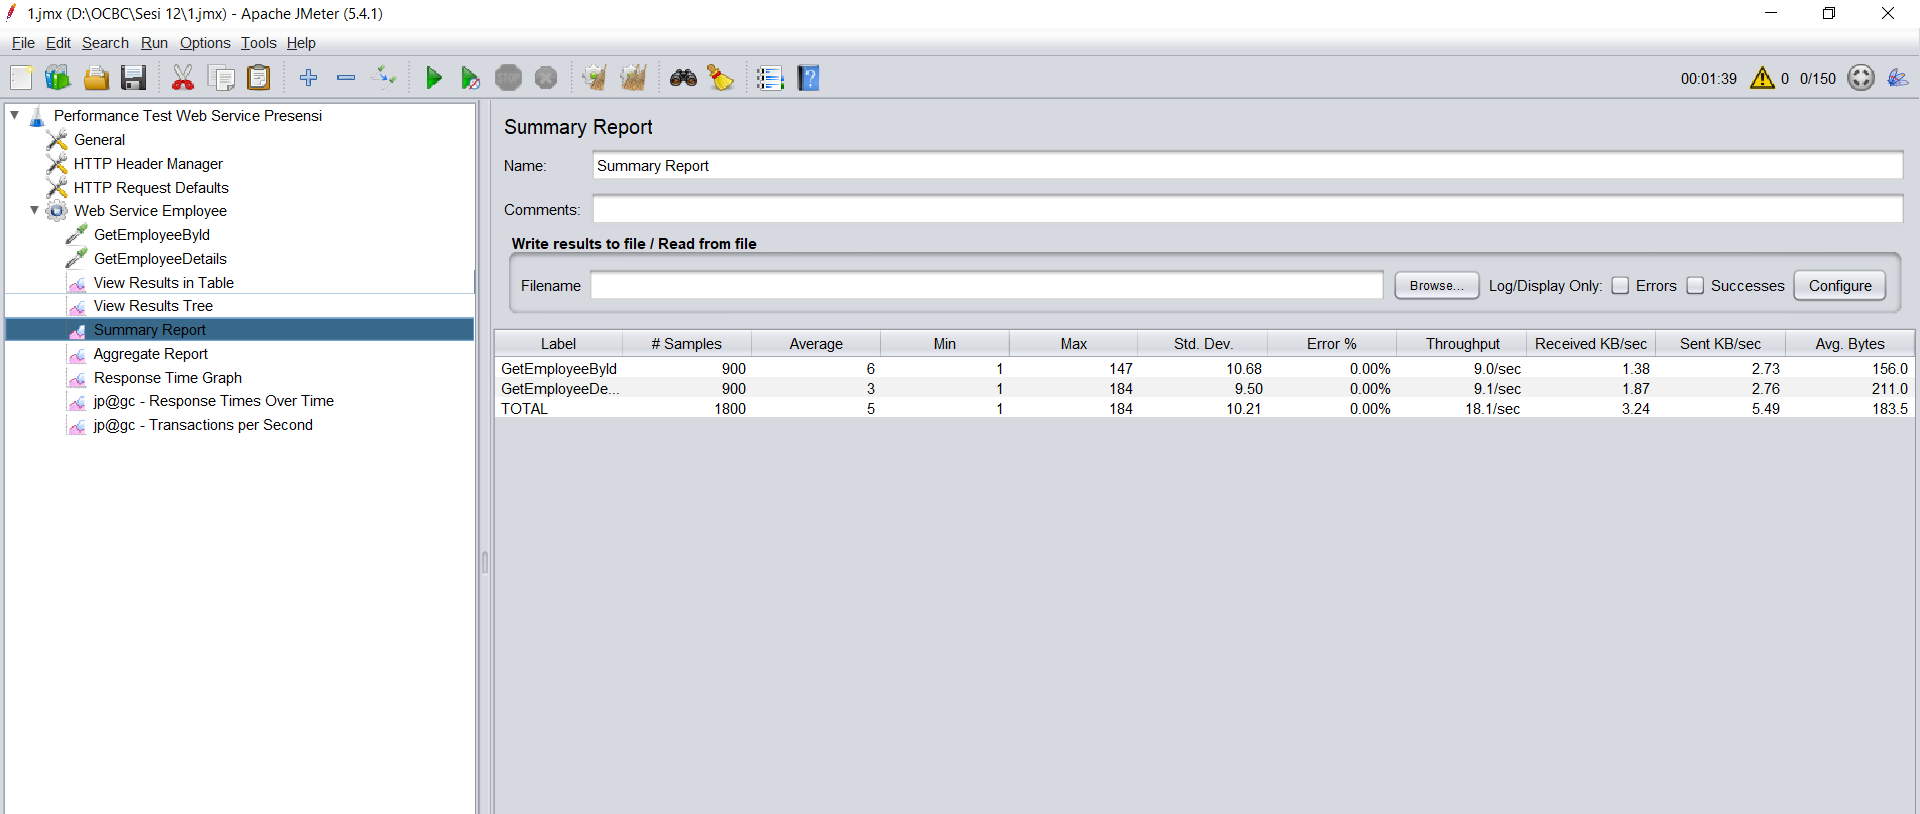 1.jmx (D:\OCBC\Sesi 12\1.jmx) - Apache JMeter (5.4.1)
File Edit Search Run Options Tools Help
STOP
00:01:39 0 0/150
Performance Test Web Service Presensi
General
HTTP Header Manager
HTTP Request Defaults
Web Service Employee
GetEmployeeById
GetEmployeeDetails
View Results in Table
View Results Tree
Summary Report
Aggregate Report
Response Time Graph
jp@gc - Response Times Over Time
jp@gc - Transactions per Second
Summary Report
Name: Summary Report
Comments:
Write results to file / Read from file
Filename Browse... Log/Display Only: Errors Successes Configure
Label # Samples Average Min Max Std. Dev. Error % Throughput Received KB/sec Sent KB/sec Avg. Bytes
GetEmployeeById 900 6 1 147 10.68 0.00% 9.0/sec 1.38 2.73 156.0
GetEmployeeDe... 900 3 1 184 9.50 0.00% 9.1/sec 1.87 2.76 211.0
TOTAL 1800 5 1 184 10.21 0.00% 18.1/sec 3.24 5.49 183.5